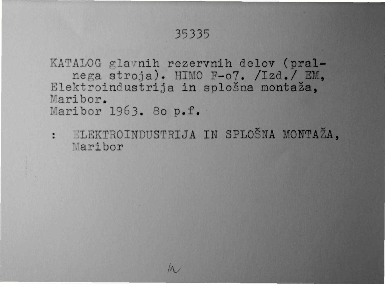 35335
KATALOG glavnih rezervnih delov (pral-
nega stroja). HIMO F-o7. /Izd./ EM,
Elektroindustrija in splošna montaža,
Maribor.
Maribor 1963. 8o p.f.
: ELEKTROINDUSTRIJA IN SPLOŠNA MONTAŽA,
Maribor